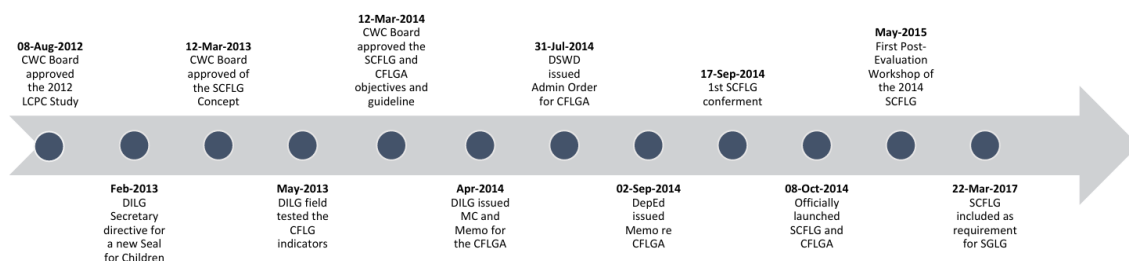 08-Aug-2012
CWC Board
approved
the 2012
LCPC Study
Feb-2013
DILG
Secretary
directive for
a new Seal
for Children
12-Mar-2013
CWC Board
approved of
the SCFLG
Concept
May-2013
DILG field
tested the
CFLG
indicators
12-Mar-2014
CWC Board
approved the
SCFLG and
CFLGA
objectives and
guideline
Apr-2014
DILG issued
MC and
Memo for
the CFLGA
31-Jul-2014
DSWD
issued
Admin Order
for CFLGA
02-Sep-2014
DepEd
issued
Memo re
CFLGA
17-Sep-2014
1st SCFLG
conferment
08-Oct-2014
Officially
launched
SCFLG and
CFLGA
May-2015
First Post-
Evaluation
Workshop of
the 2014
SCFLG
22-Mar-2017
SCFLG
included as
requirement
for SGLG